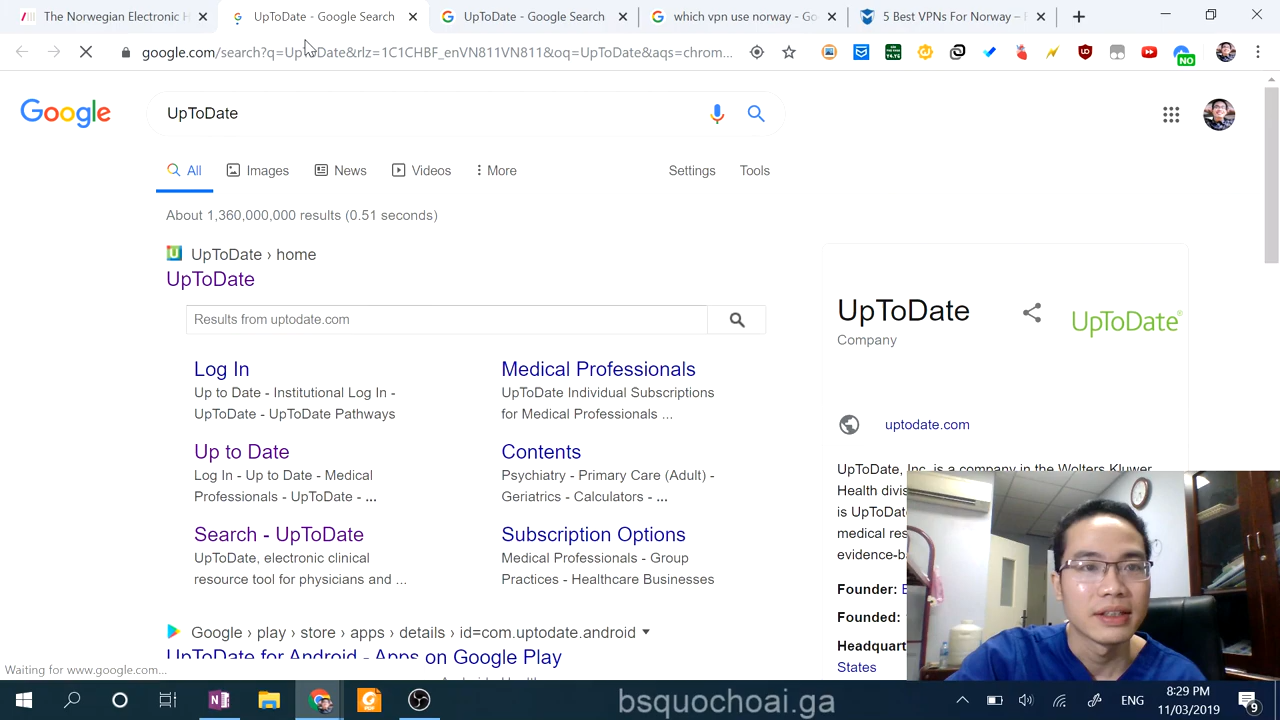 The Norwegian Electronic H
UpToDate - Google Search
UpToDate - Google Search
which vpn use norway - Go
5 Best VPNs For Norway –
google.com/search?q=UpToDate&rlz=1C1CHBF_enVN811VN811&oq=UpToDate&aqs=chrom...
NO
Google
UpToDate
All
Images
News
Videos
More
Settings
Tools
About 1,360,000,000 results (0.51 seconds)
UpToDate › home
UpToDate
Results from uptodate.com
Log In
Up to Date - Institutional Log In -
UpToDate - UpToDate Pathways
Medical Professionals
UpToDate Individual Subscriptions
for Medical Professionals ...
Up to Date
Log In - Up to Date - Medical
Professionals - UpToDate - ...
Contents
Psychiatry - Primary Care (Adult) -
Geriatrics - Calculators - ...
Search - UpToDate
UpToDate, electronic clinical
resource tool for physicians and ...
Subscription Options
Medical Professionals - Group
Practices - Healthcare Businesses
Google › play › store › apps › details › id=com.uptodate.android
UpToDate for Android - Apps on Google Play
UpToDate
Company
UpToDate®
uptodate.com
UpToDate, Inc. is a company in the Wolters Kluwer
Health divis
is UpToDat
medical res
evidence-b
Founder:
Founded:
Headquart
States
Waiting for www.google.com...
bsquochoai.ga
ENG
8:29 PM
11/03/2019
9